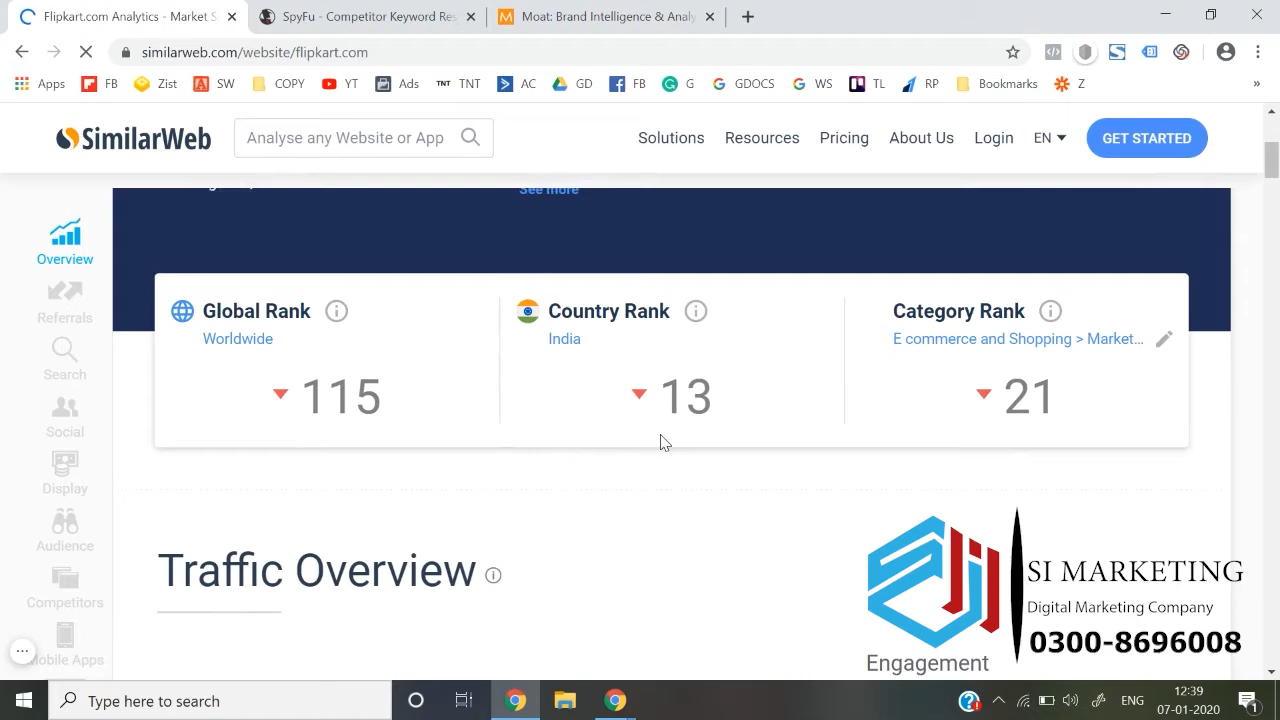 Flipkart.com Analytics - Market S
SpyFu - Competitor Keyword Res
Moat: Brand Intelligence & Analy
similarweb.com/website/flipkart.com
Apps
FB
Zist
SW
COPY
YT
Ads
TNT
TNT
AC
GD
FB
G
GDOCS
WS
TL
RP
Bookmarks
Z
»
SimilarWeb
Analyse any Website or App
Solutions
Resources
Pricing
About Us
Login
EN
GET STARTED
See more
Overview
Referrals
Search
Social
Display
Audience
Competitors
Mobile Apps
Global Rank
Worldwide
115
Country Rank
India
13
Category Rank
E commerce and Shopping > Market...
21
Traffic Overview
Engagement
SI MARKETING
Digital Marketing Company
0300-8696008
Type here to search
ENG
12:39
07-01-2020
1